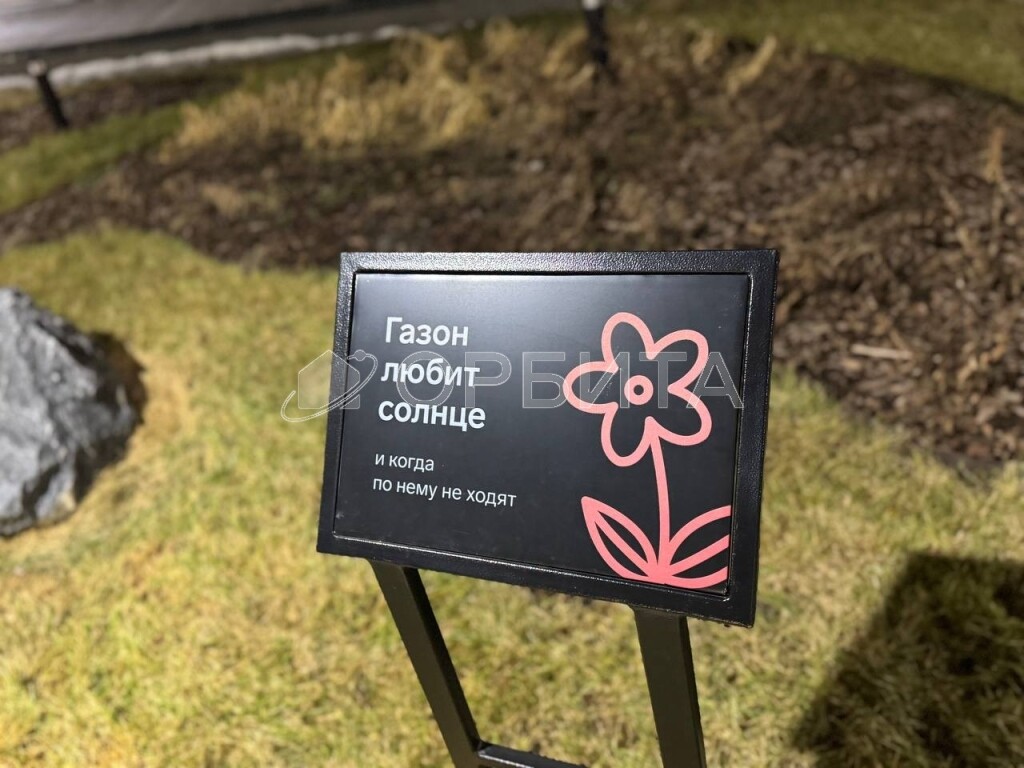 Газон
любит
солнце
и когда
по нему не ходят
ОРБИТА